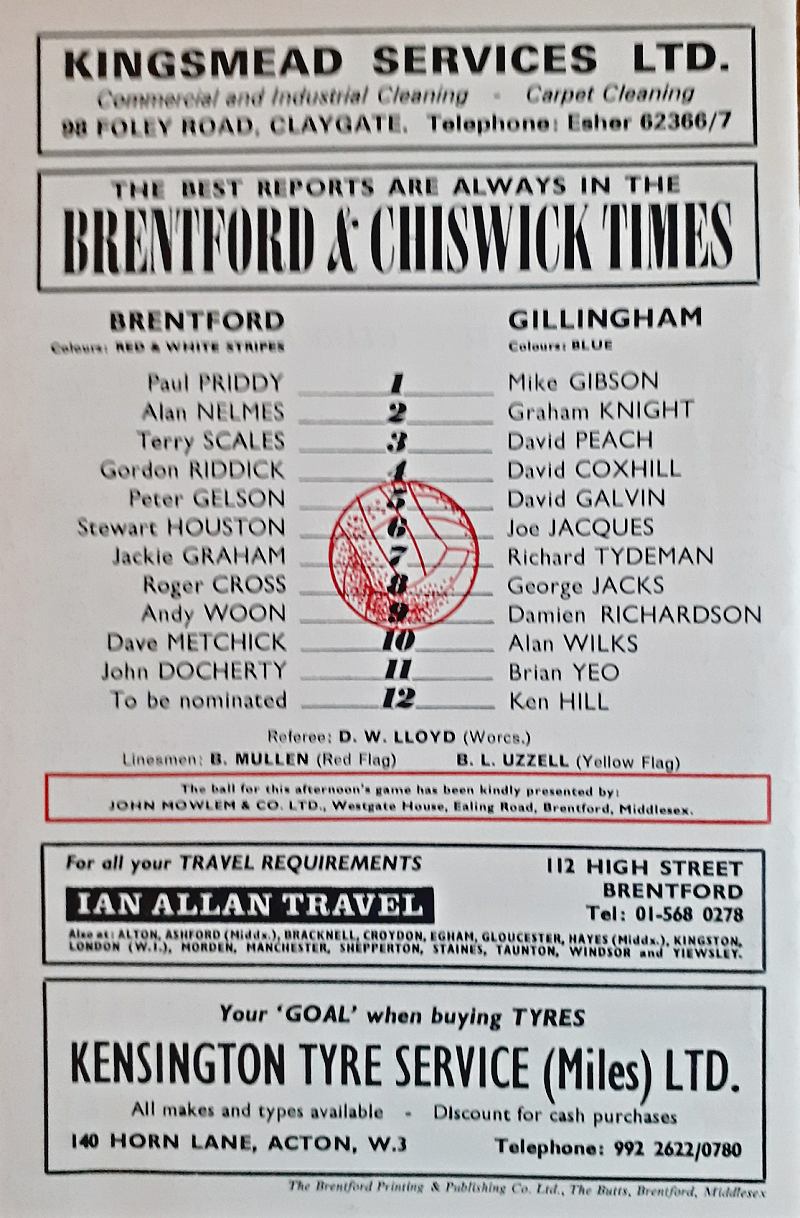 KINGSMEAD SERVICES LTD.
Commercial and Industrial Cleaning - Carpet Cleaning
98 FOLEY ROAD, CLAYGATE. Telephone: Esher 62366/7
THE BEST REPORTS ARE ALWAYS IN THE
BRENTFORD & CHISWICK TIMES
BRENTFORD GILLINGHAM
Colours: RED & WHITE STRIPES Colours: BLUE
Paul PRIDDY 1 Mike GIBSON
Alan NELMES 2 Graham KNIGHT
Terry SCALES 3 David PEACH
Gordon RIDDICK 4 David COXHILL
Peter GELSON 5 David GALVIN
Stewart HOUSTON 6 Joe JACQUES
Jackie GRAHAM 7 Richard TYDEMAN
Roger CROSS 8 George JACKS
Andy WOON 9 Damien RICHARDSON
Dave METCHICK 10 Alan WILKS
John DOCHERTY 11 Brian YEO
To be nominated 12 Ken HILL
Referee: D. W. LLOYD (Worcs.)
Linesmen: B. MULLEN (Red Flag) B. L. UZZELL (Yellow Flag)
The ball for this afternoon's game has been kindly presented by:
JOHN MOWLEM & CO. LTD., Westgate House, Ealing Road, Brentford, Middlesex.
For all your TRAVEL REQUIREMENTS 112 HIGH STREET
BRENTFORD
IAN ALLAN TRAVEL Tel: 01-568 0278
Also at: ALTON, ASHFORD (Middx.), BRACKNELL, CROYDON, EGHAM, GLOUCESTER, HAYES (Middx.), KINGSTON,
LONDON (W.1.), MORDEN, MANCHESTER, SHEPPERTON, STAINES, TAUNTON, WINDSOR and YIEWSLEY.
Your 'GOAL' when buying TYRES
KENSINGTON TYRE SERVICE (Miles) LTD.
All makes and types available - Discount for cash purchases
140 HORN LANE, ACTON, W.3 Telephone: 992 2622/0780
The Brentford Printing & Publishing Co. Ltd., The Butts, Brentford, Middlesex